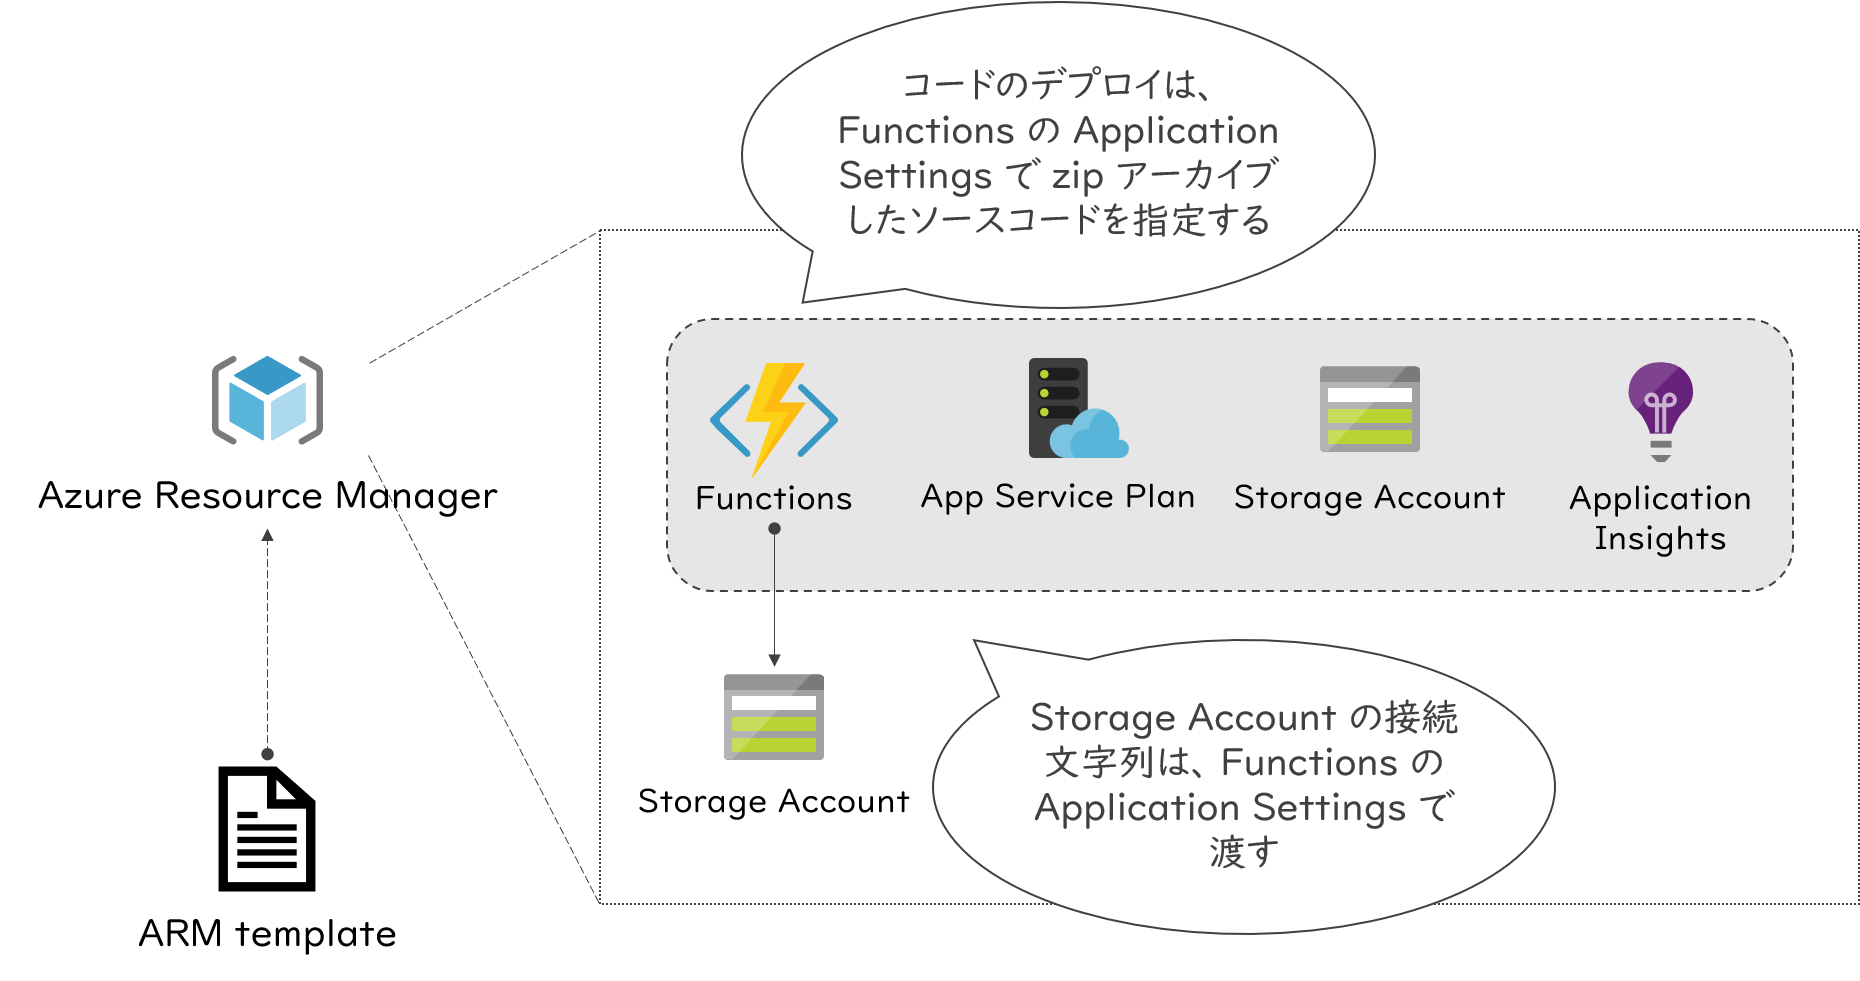 コードのデプロイは、
Functions の Application
Settings で zip アーカイブ
したソースコードを指定する
Azure Resource Manager
Functions
App Service Plan
Storage Account
Application
Insights
Storage Account
Storage Account の接続
文字列は、Functions の
Application Settings で
渡す
ARM template